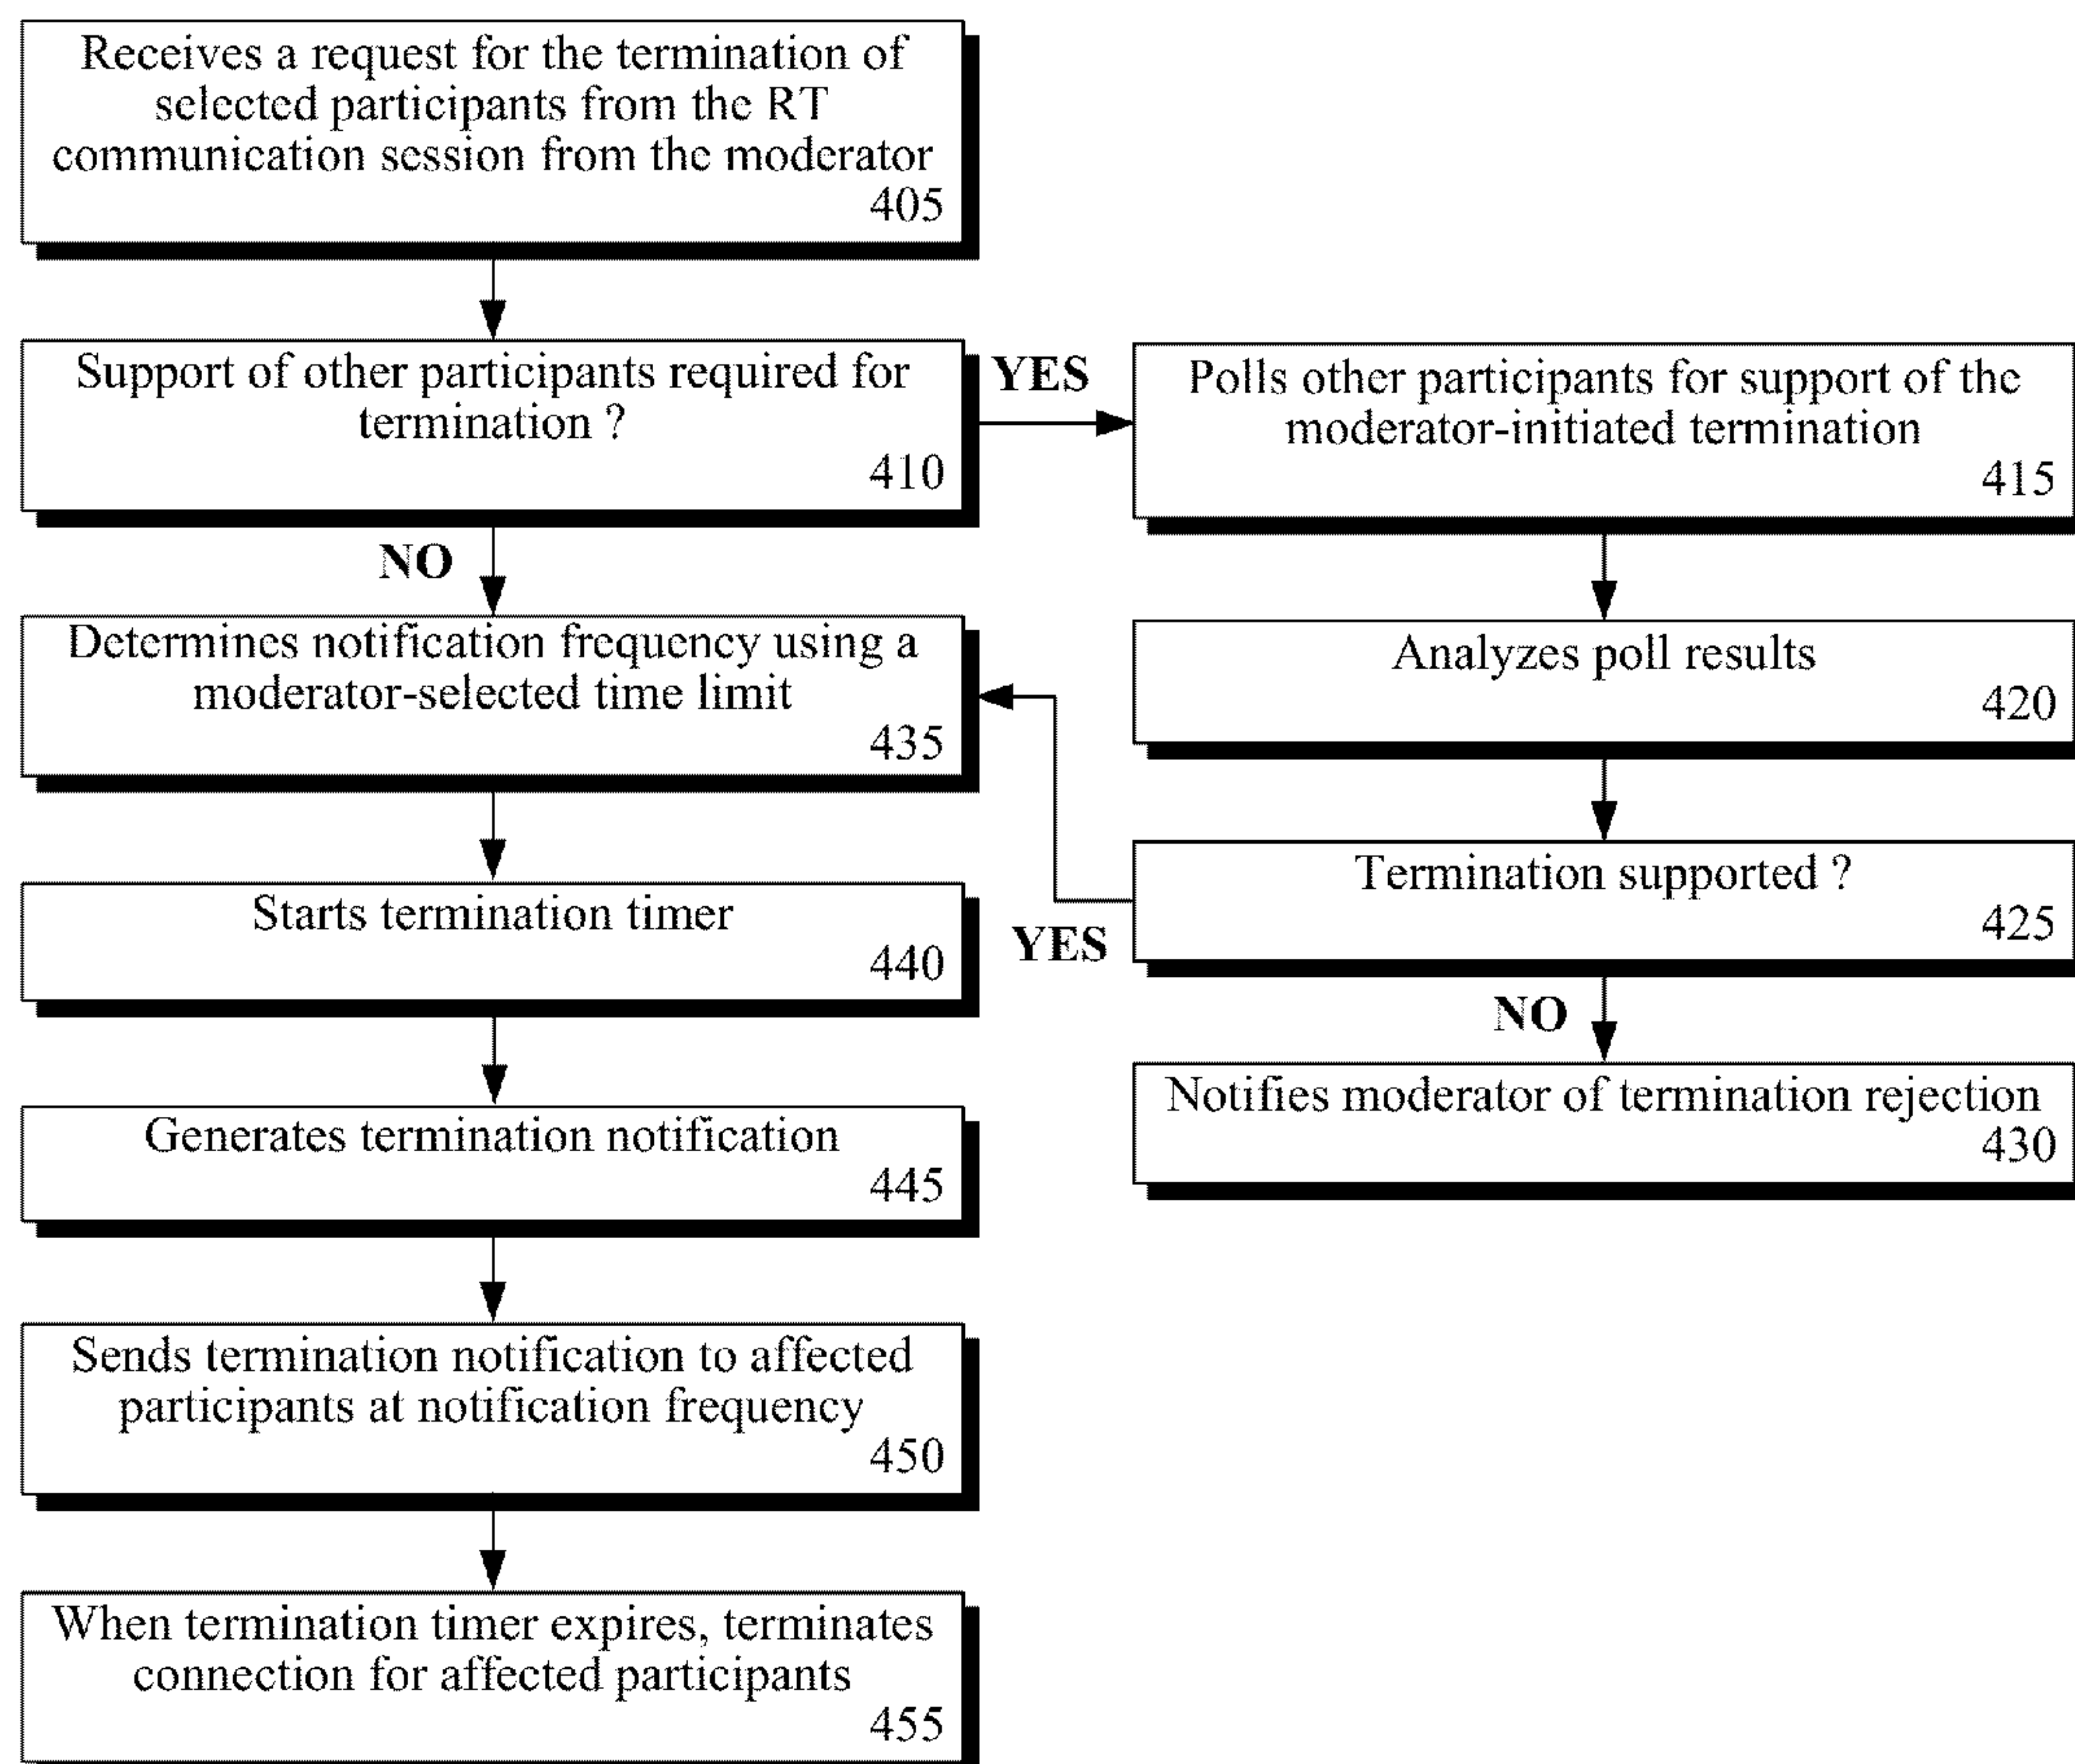 Receives a request for the termination of
selected participants from the RT
communication session from the moderator
405
Support of other participants required for
termination ?
410
YES
Polls other participants for support of the
moderator-initiated termination
415
NO
Determines notification frequency using a
moderator-selected time limit
435
Analyzes poll results
420
Termination supported ?
425
YES
NO
Notifies moderator of termination rejection
430
Starts termination timer
440
Generates termination notification
445
Sends termination notification to affected
participants at notification frequency
450
When termination timer expires, terminates
connection for affected participants
455